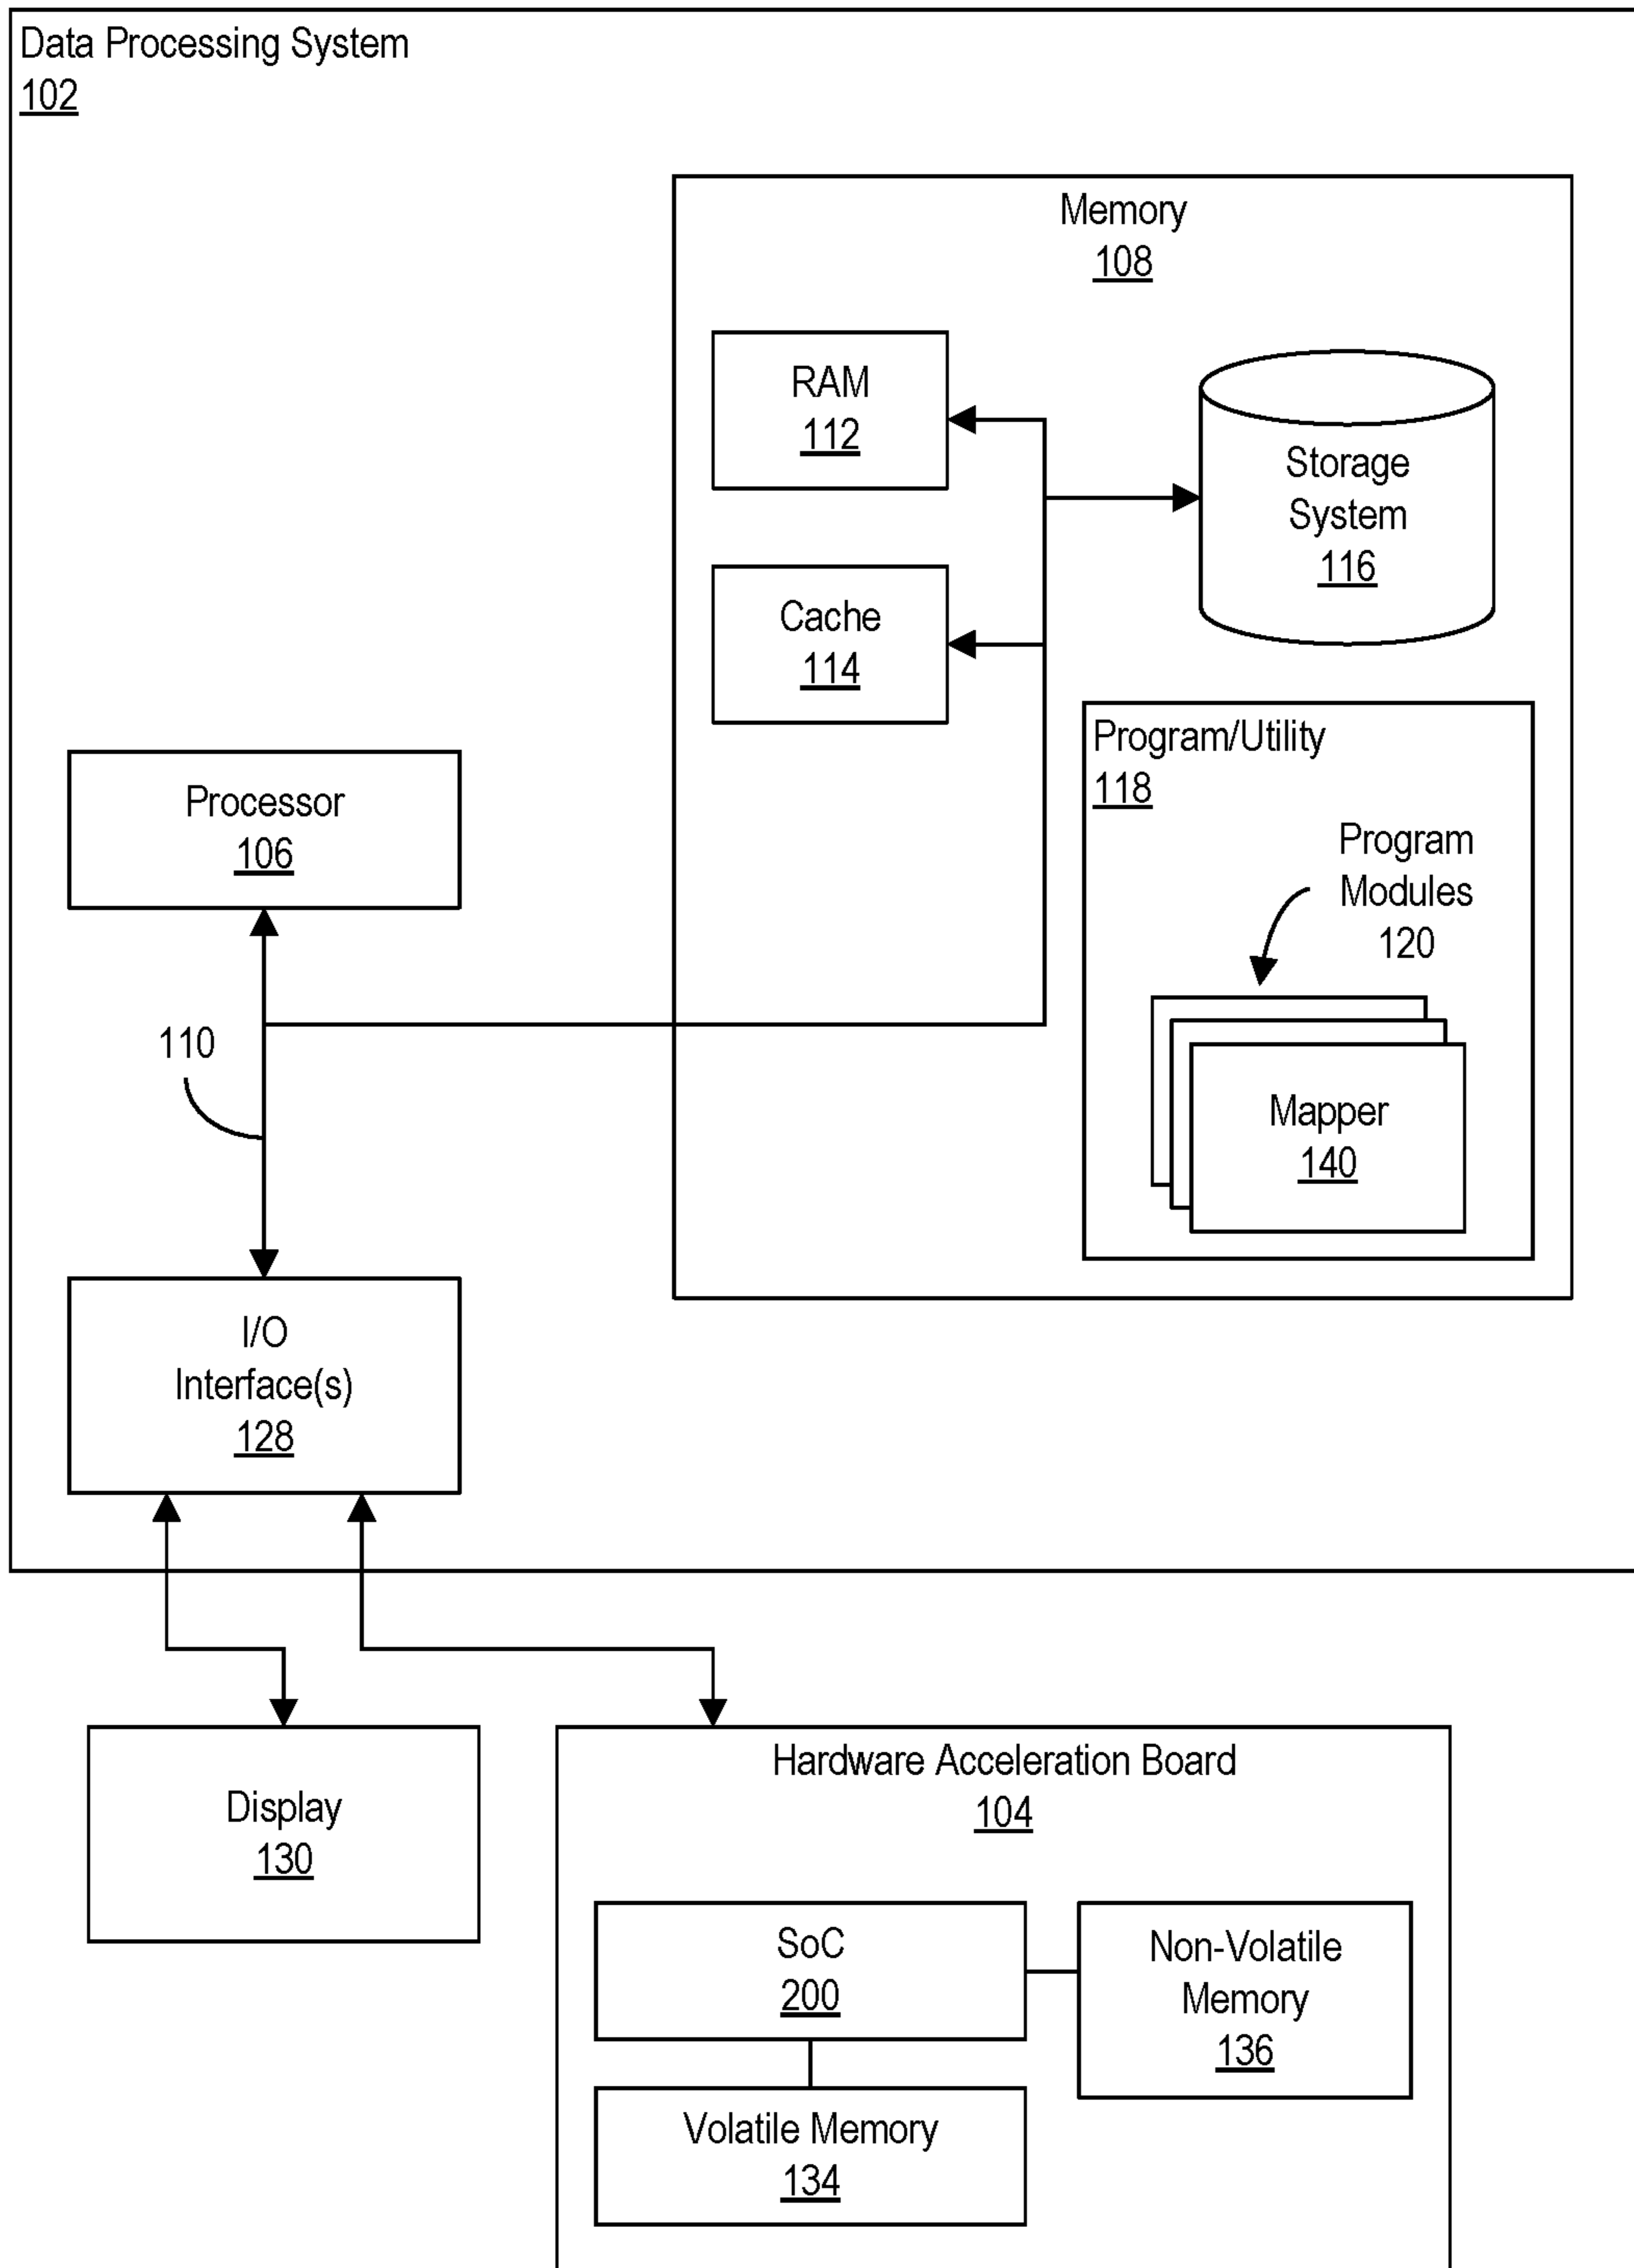 Data Processing System
102
Memory
108
RAM
112
Storage
System
116
Cache
114
Program/Utility
118
Program
Modules
120
Processor
106
110
Mapper
140
I/O
Interface(s)
128
Display
130
Hardware Acceleration Board
104
SoC
200
Non-Volatile
Memory
136
Volatile Memory
134